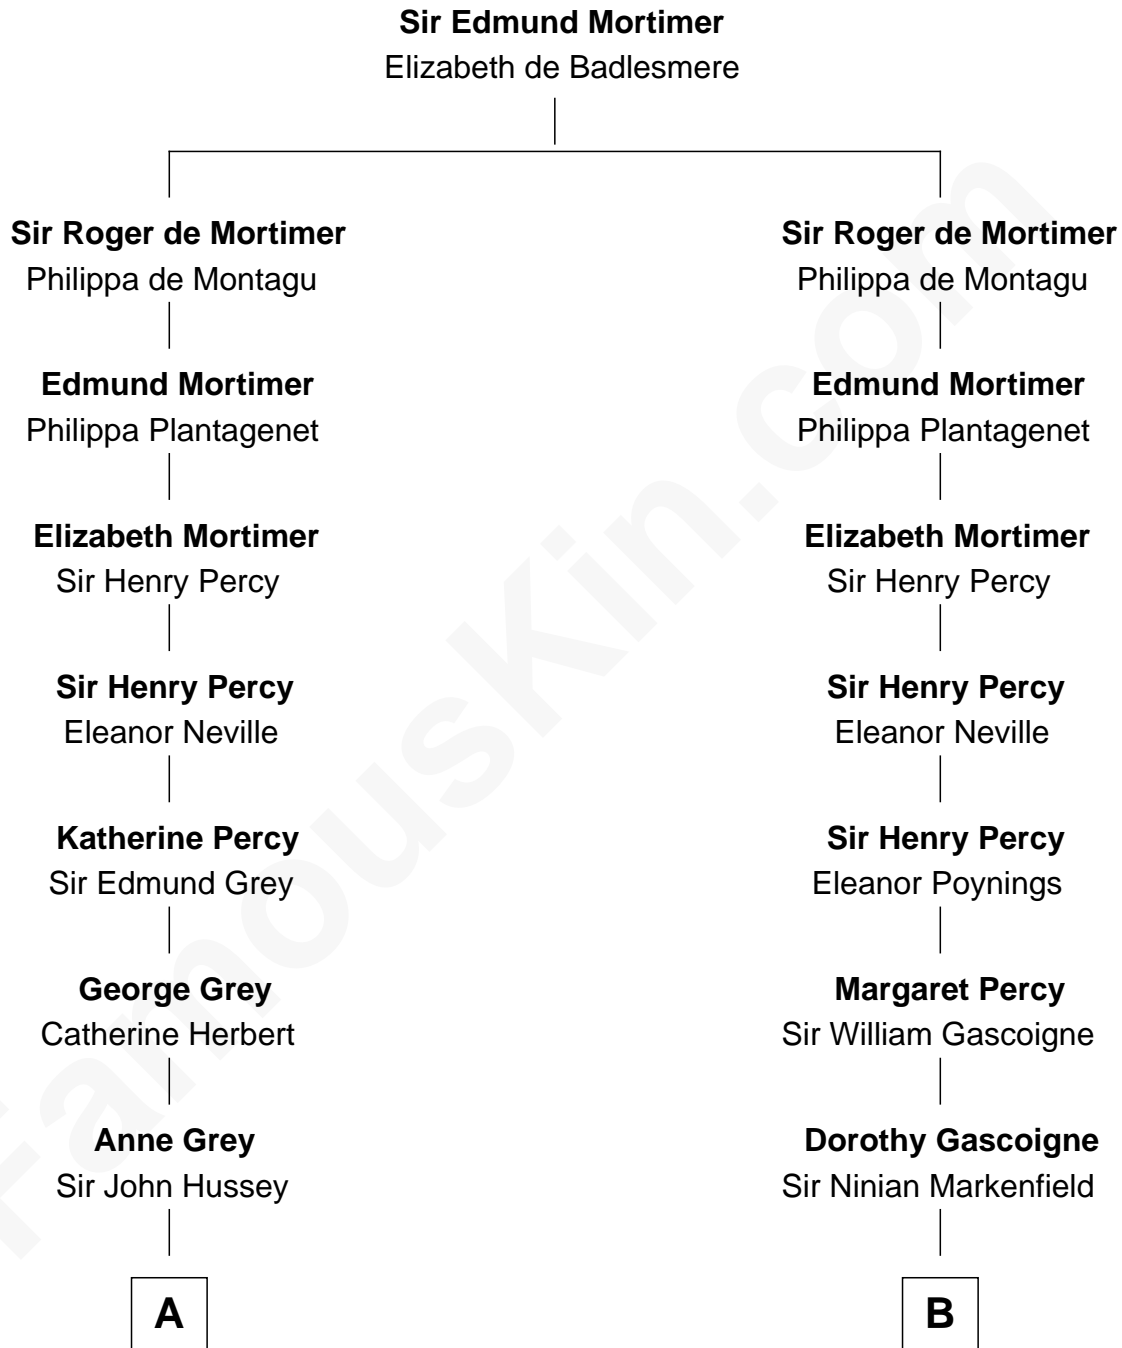 Sir Edmund Mortimer
Elizabeth de Badlesmere
Sir Roger de Mortimer
Philippa de Montagu
Edmund Mortimer
Philippa Plantagenet
Elizabeth Mortimer
Sir Henry Percy
Sir Henry Percy
Eleanor Neville
Katherine Percy
Sir Edmund Grey
George Grey
Catherine Herbert
Anne Grey
Sir John Hussey
A
Sir Roger de Mortimer
Philippa de Montagu
Edmund Mortimer
Philippa Plantagenet
Elizabeth Mortimer
Sir Henry Percy
Sir Henry Percy
Eleanor Neville
Sir Henry Percy
Eleanor Poynings
Margaret Percy
Sir William Gascoigne
Dorothy Gascoigne
Sir Ninian Markenfield
B
FamousKin.com